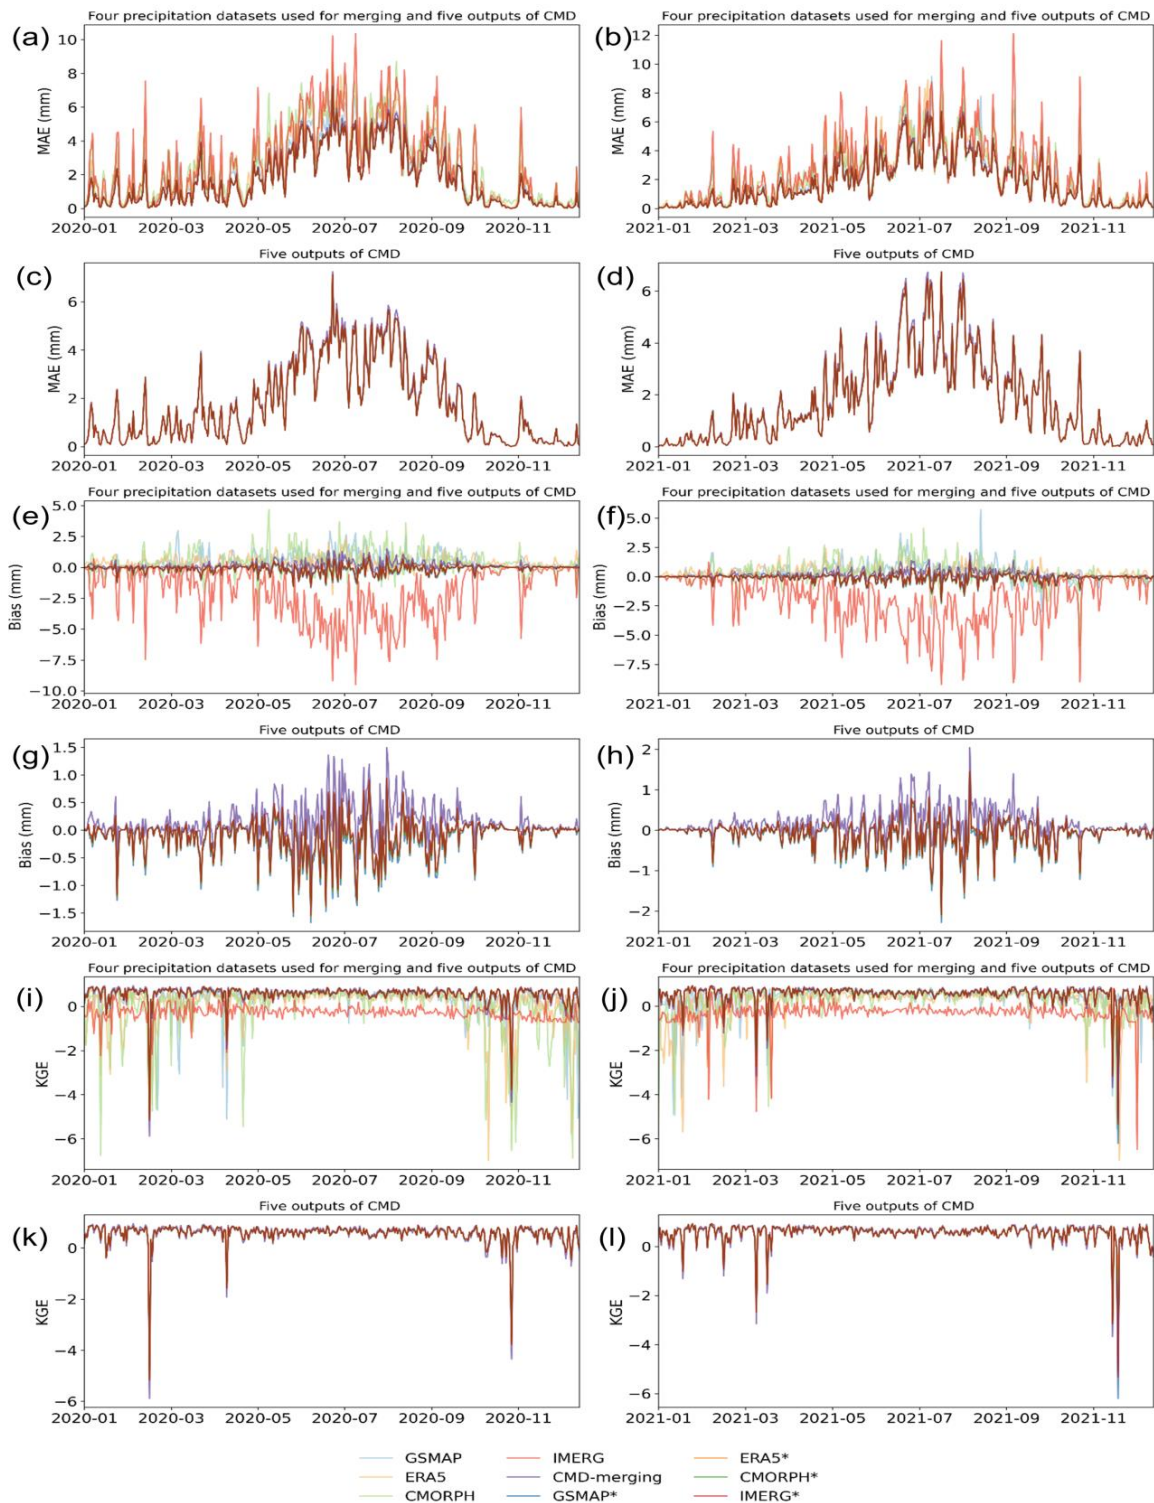 Four precipitation datasets used for merging and five outputs of CMD
Four precipitation datasets used for merging and five outputs of CMD
(a)
(b)
MAE (mm)
10
8
6
4
2
0
2020-01 2020-03 2020-05 2020-07 2020-09 2020-11
MAE (mm)
12
10
8
6
4
2
0
2021-01 2021-03 2021-05 2021-07 2021-09 2021-11
Five outputs of CMD
Five outputs of CMD
(c)
(d)
MAE (mm)
6
4
2
0
2020-01 2020-03 2020-05 2020-07 2020-09 2020-11
MAE (mm)
6
4
2
0
2021-01 2021-03 2021-05 2021-07 2021-09 2021-11
Four precipitation datasets used for merging and five outputs of CMD
Four precipitation datasets used for merging and five outputs of CMD
(e)
(f)
Bias (mm)
5.0
2.5
0.0
−2.5
−5.0
−7.5
−10.0
2020-01 2020-03 2020-05 2020-07 2020-09 2020-11
Bias (mm)
5.0
2.5
0.0
−2.5
−5.0
−7.5
2021-01 2021-03 2021-05 2021-07 2021-09 2021-11
Five outputs of CMD
Five outputs of CMD
(g)
(h)
Bias (mm)
1.5
1.0
0.5
0.0
−0.5
−1.0
−1.5
2020-01 2020-03 2020-05 2020-07 2020-09 2020-11
Bias (mm)
2
1
0
−1
−2
2021-01 2021-03 2021-05 2021-07 2021-09 2021-11
Four precipitation datasets used for merging and five outputs of CMD
Four precipitation datasets used for merging and five outputs of CMD
(i)
(j)
KGE
0
−2
−4
−6
2020-01 2020-03 2020-05 2020-07 2020-09 2020-11
KGE
0
−2
−4
−6
2021-01 2021-03 2021-05 2021-07 2021-09 2021-11
Five outputs of CMD
Five outputs of CMD
(k)
(l)
KGE
0
−2
−4
−6
2020-01 2020-03 2020-05 2020-07 2020-09 2020-11
KGE
0
−2
−4
−6
2021-01 2021-03 2021-05 2021-07 2021-09 2021-11
GSMAP
ERA5
CMORPH
IMERG
CMD-merging
GSMAP*
ERA5*
CMORPH*
IMERG*